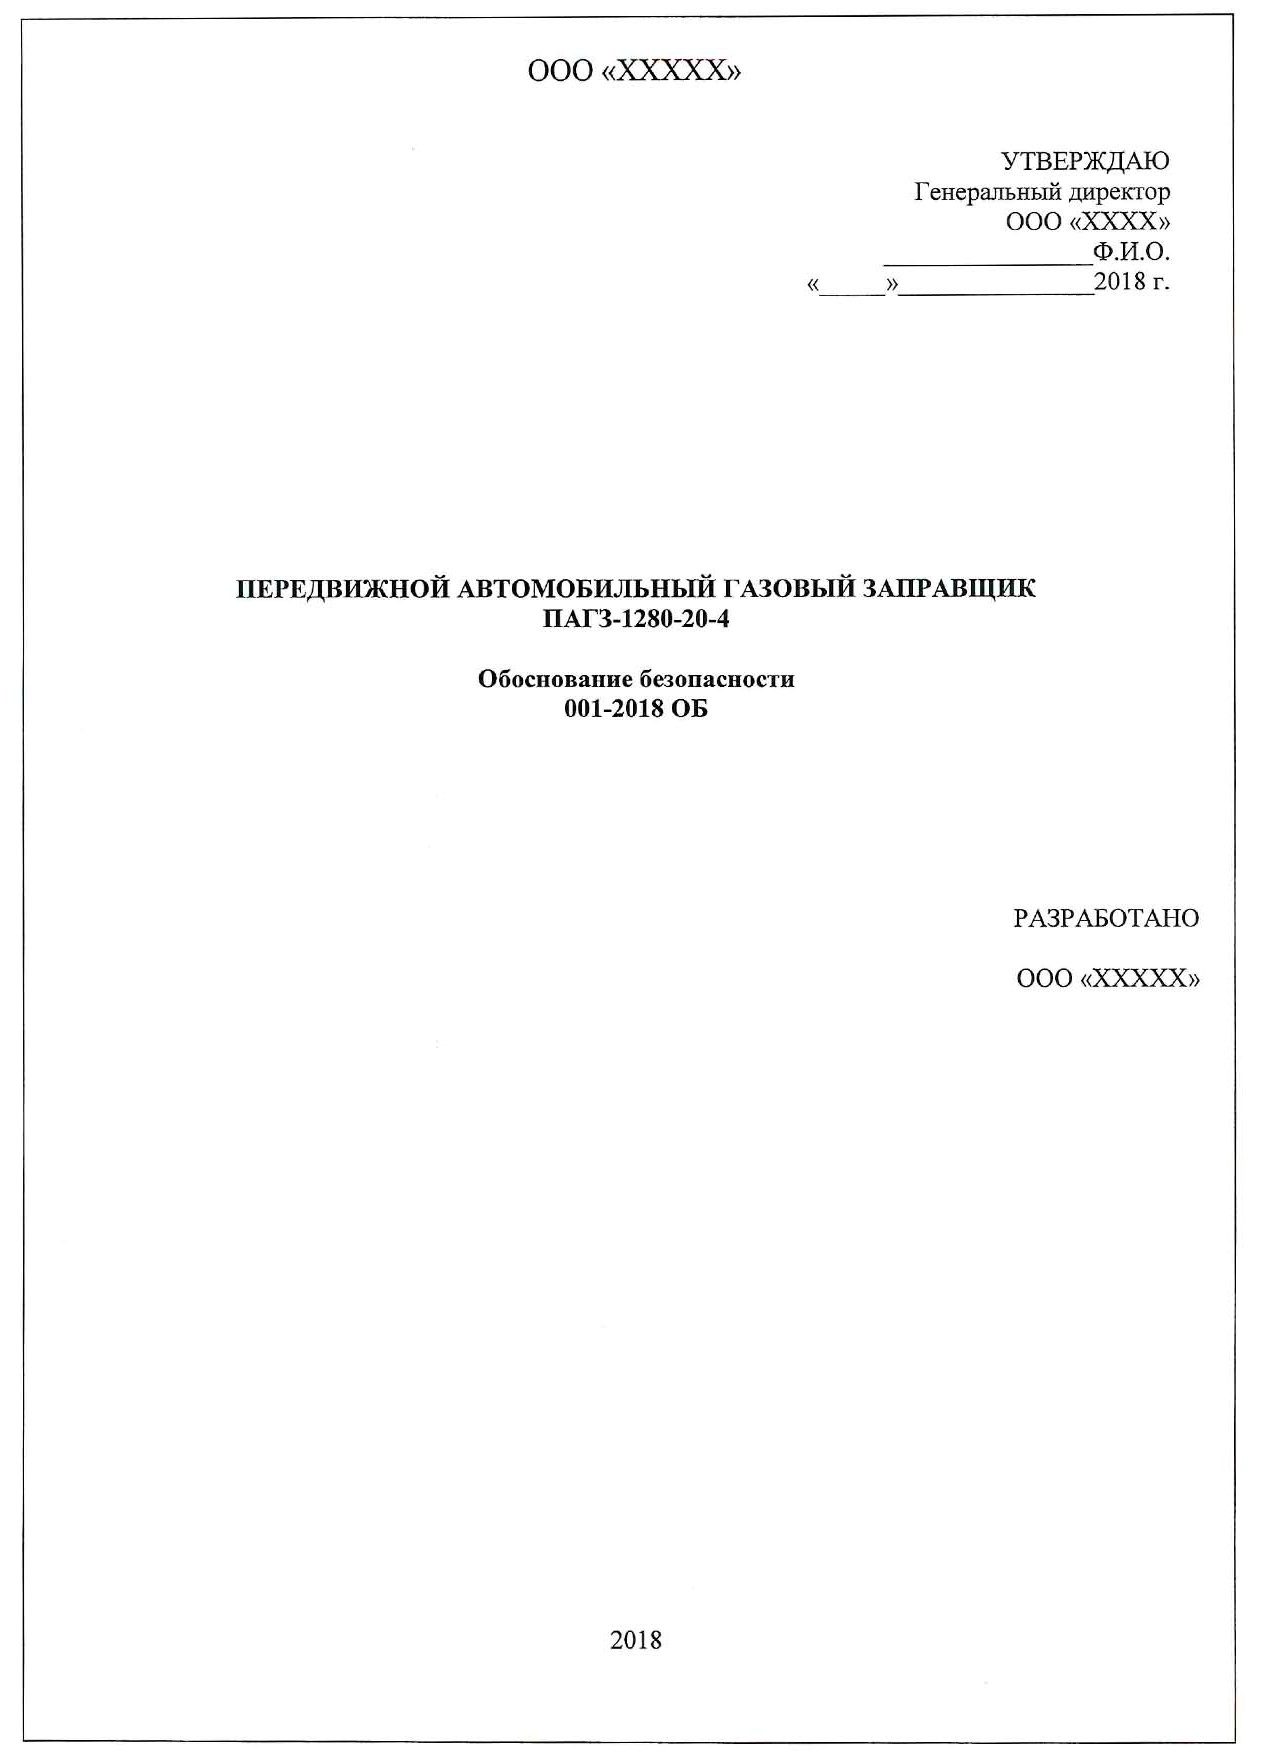 ООО «ХХХХХ»
УТВЕРЖДАЮ
Генеральный директор
ООО «ХХХХ»
________________Ф.И.О.
«_____»_______________2018 г.
ПЕРЕДВИЖНОЙ АВТОМОБИЛЬНЫЙ ГАЗОВЫЙ ЗАПРАВЩИК
ПАГЗ-1280-20-4
Обоснование безопасности
001-2018 ОБ
РАЗРАБОТАНО
ООО «ХХХХХ»
2018